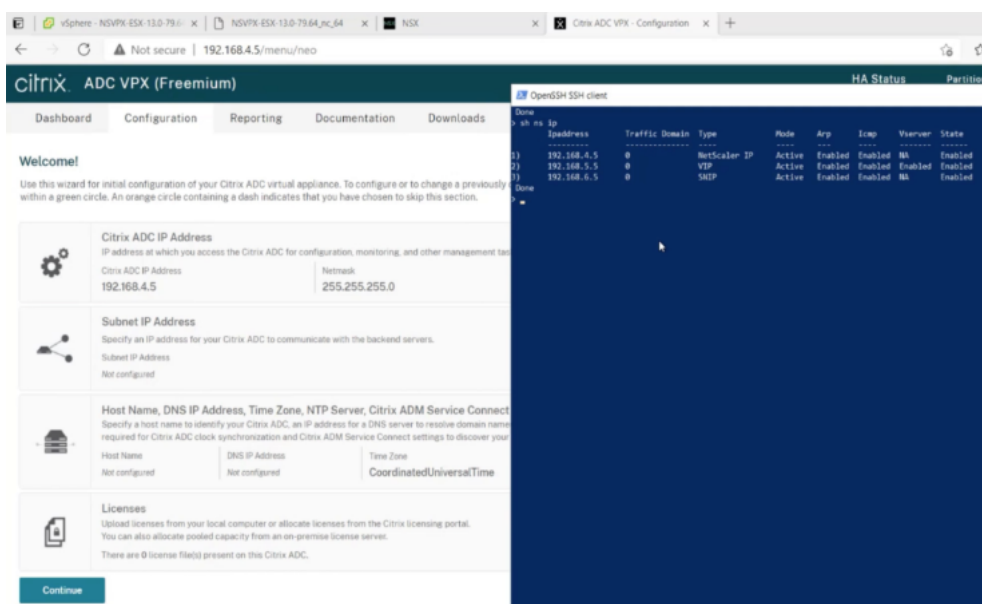 vSphere - NSVPX-ESX-13.0-79.6
NSVPX-ESX-13.0-79.64_nc_64
NSX
Citrix ADC VPX - Configuration
Not secure | 192.168.4.5/menu/neo
citrix. ADC VPX (Freemium)
HA Status
Partitio
Dashboard Configuration Reporting Documentation Downloads
Welcome!
Use this wizard for initial configuration of your Citrix ADC virtual appliance. To configure or to change a previously
within a green circle. An orange circle containing a dash indicates that you have chosen to skip this section.
Citrix ADC IP Address
IP address at which you access the Citrix ADC for configuration, monitoring, and other management tas
Citrix ADC IP Address Netmask
192.168.4.5 255.255.255.0
Subnet IP Address
Specify an IP address for your Citrix ADC to communicate with the backend servers.
Subnet IP Address
Not configured
Host Name, DNS IP Address, Time Zone, NTP Server, Citrix ADM Service Connect
Specify a host name to identify your Citrix ADC, an IP address for a DNS server to resolve domain name
required for Citrix ADC clock synchronization and Citrix ADM Service Connect settings to discover your
Host Name DNS IP Address Time Zone
Not configured Not configured CoordinatedUniversalTime
Licenses
Upload licenses from your local computer or allocate licenses from the Citrix licensing portal.
You can also allocate pooled capacity from an on-premise license server.
There are 0 license file(s) present on this Citrix ADC.
Continue
OpenSSH SSH client
Done
> sh ns ip
Ipaddress Traffic Domain Type Mode Arp Icmp Vserver State
--------- -------------- ---- ---- --- ---- ------- -----
1) 192.168.4.5 0 NetScaler IP Active Enabled Enabled NA Enabled
2) 192.168.5.5 0 VIP Active Enabled Enabled Enabled Enabled
3) 192.168.6.5 0 SNIP Active Enabled Enabled NA Enabled
Done
>